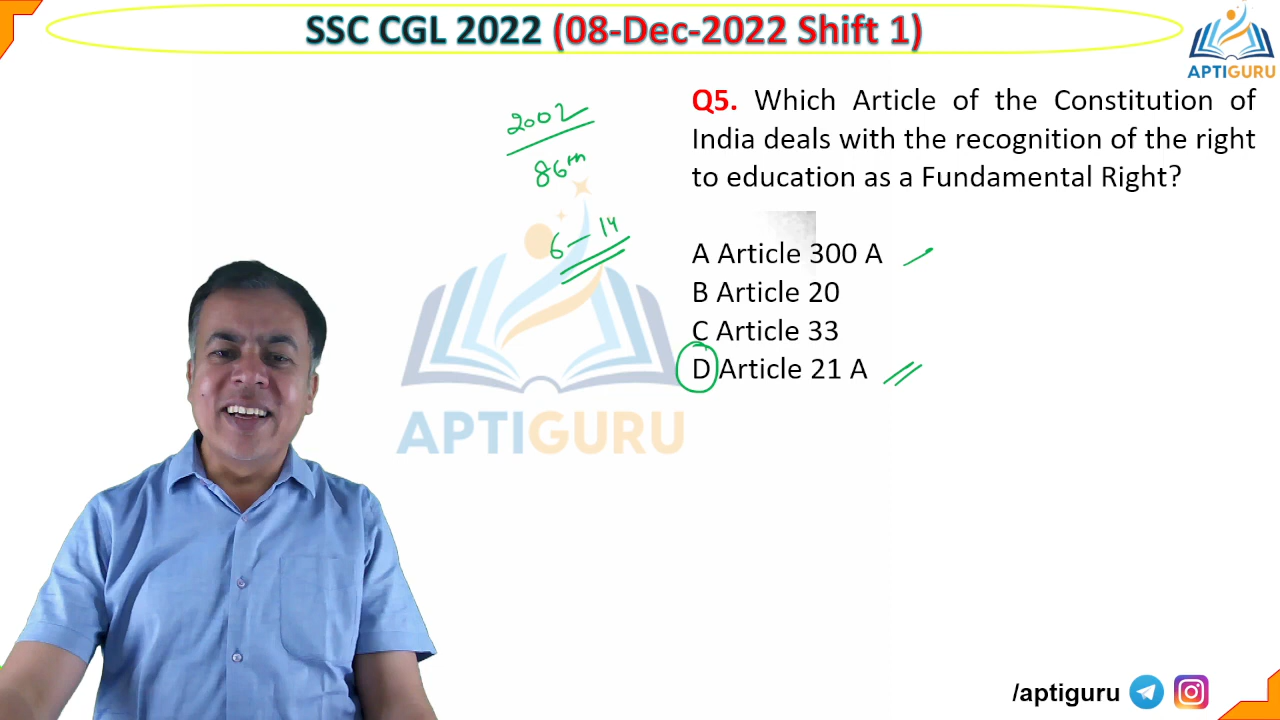 SSC CGL 2022 (08-Dec-2022 Shift 1)
APTIGURU
Q5. Which Article of the Constitution of
India deals with the recognition of the right
to education as a Fundamental Right?
2002
86th
6-14
A Article 300 A
B Article 20
C Article 33
D Article 21 A
APTIGURU
/aptiguru